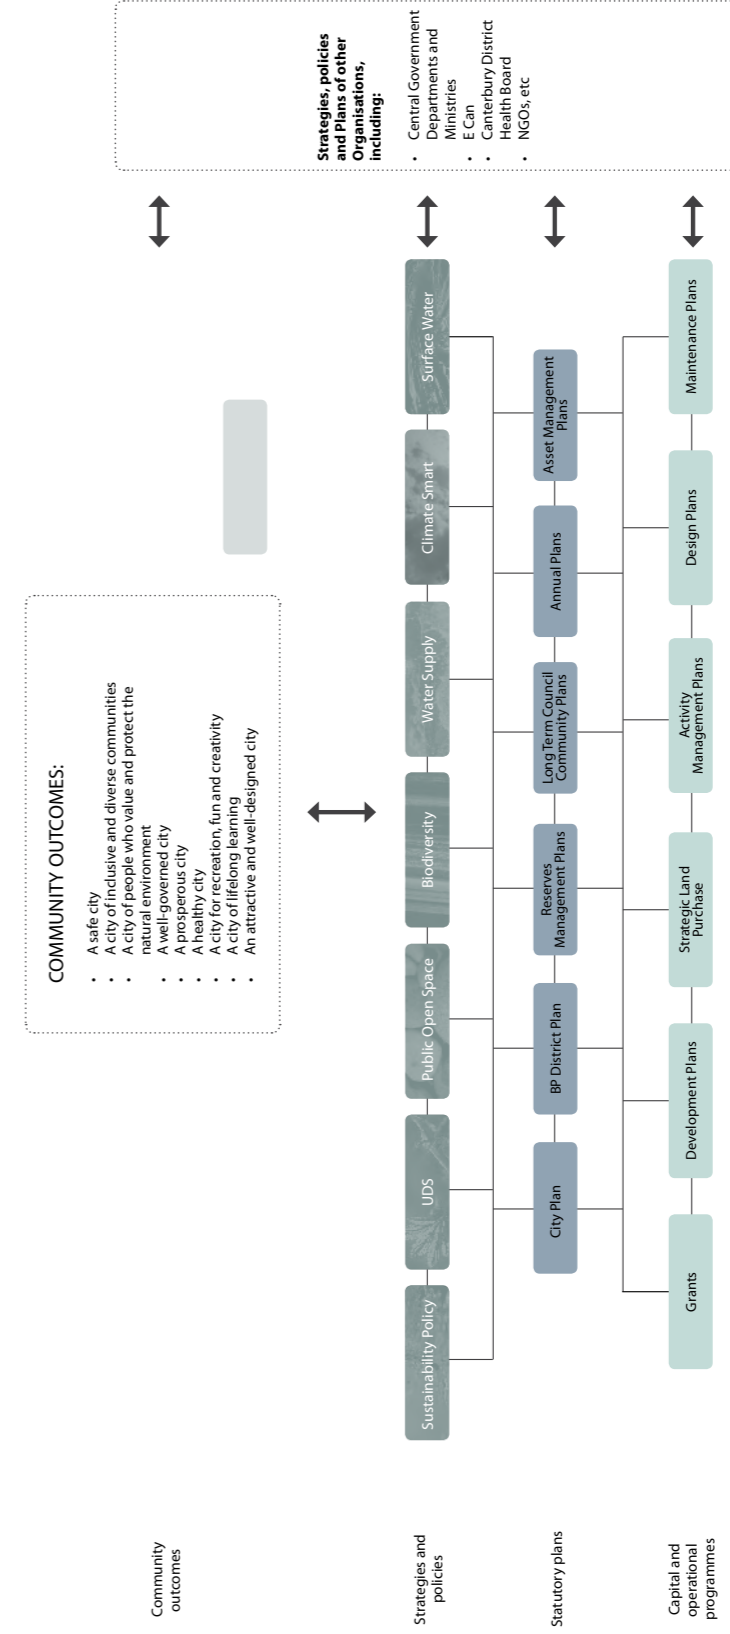 COMMUNITY OUTCOMES:
• A safe city
• A city of inclusive and diverse communities
• A city of people who value and protect the
natural environment
• A well-governed city
• A prosperous city
• A healthy city
• A city for recreation, fun and creativity
• A city of lifelong learning
• An attractive and well-designed city
Community
outcomes
Strategies, policies
and Plans of other
Organisations,
including:
• Central Government
Departments and
Ministries
• E Can
• Canterbury District
Health Board
• NGOs, etc
Strategies and
policies
Sustainability Policy
UDS
Public Open Space
Biodiversity
Water Supply
Climate Smart
Surface Water
Statutory plans
City Plan
BP District Plan
Reserves
Management Plans
Long Term Council
Community Plans
Annual Plans
Asset Management
Plans
Capital and
operational
programmes
Grants
Development Plans
Strategic Land
Purchase
Activity
Management Plans
Design Plans
Maintenance Plans